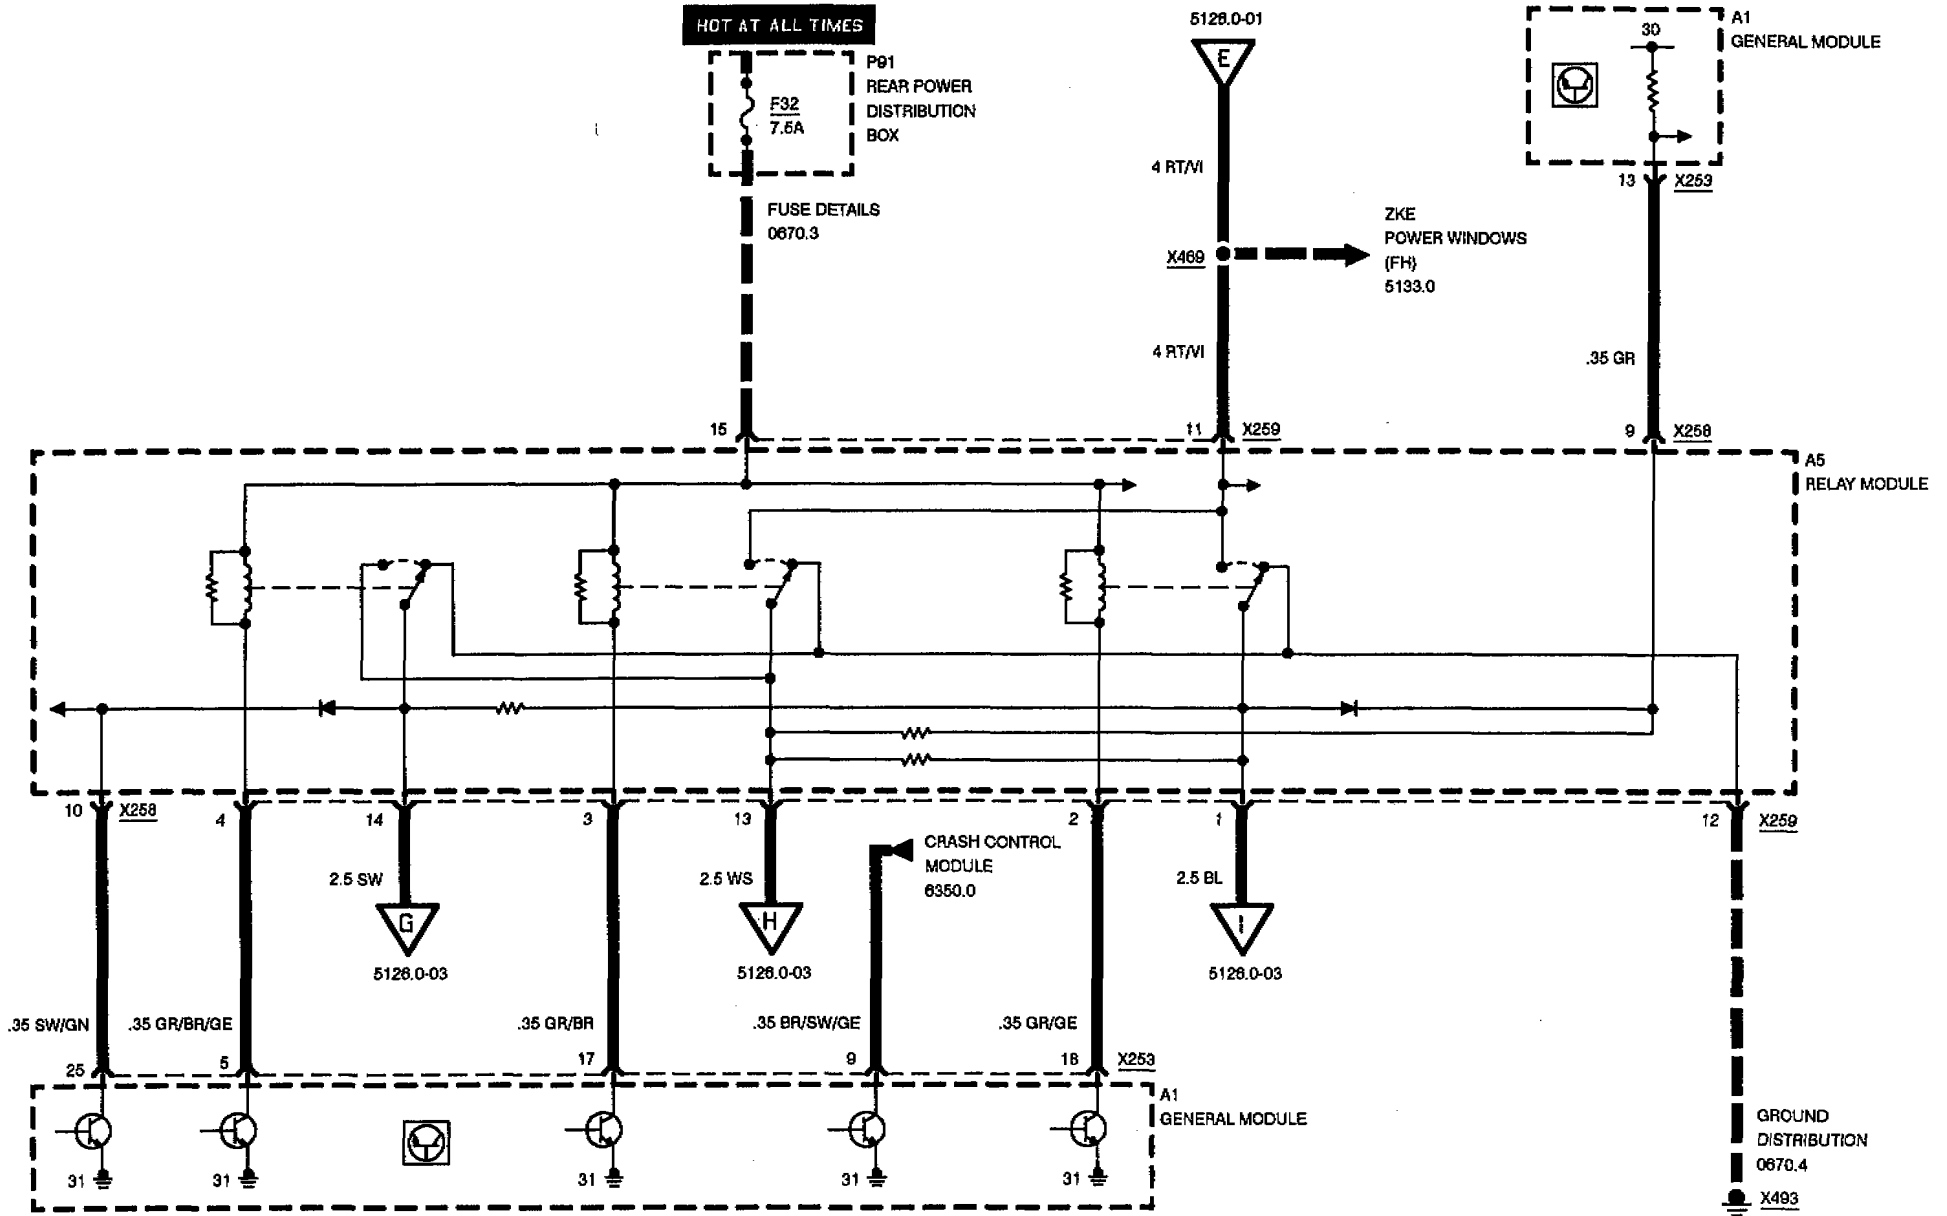 HOT AT ALL TIMES
P91
REAR POWER
DISTRIBUTION
BOX
F32
7.5A
FUSE DETAILS
0670.3
5126.0-01
E
4 RT/VI
X469
ZKE
POWER WINDOWS
(FH)
5133.0
4 RT/VI
A1
GENERAL MODULE
30
13 X253
.35 GR
15
11 X259
9 X258
A5
RELAY MODULE
10 X258
4
14
3
13
2
1
12 X259
2.5 SW
G
5126.0-03
2.5 WS
H
5126.0-03
CRASH CONTROL
MODULE
6350.0
2.5 BL
I
5126.0-03
.35 SW/GN
.35 GR/BR/GE
.35 GR/BR
.35 BR/SW/GE
.35 GR/GE
25
5
17
9
18 X253
A1
GENERAL MODULE
31
31
31
31
31
GROUND
DISTRIBUTION
0670.4
X493